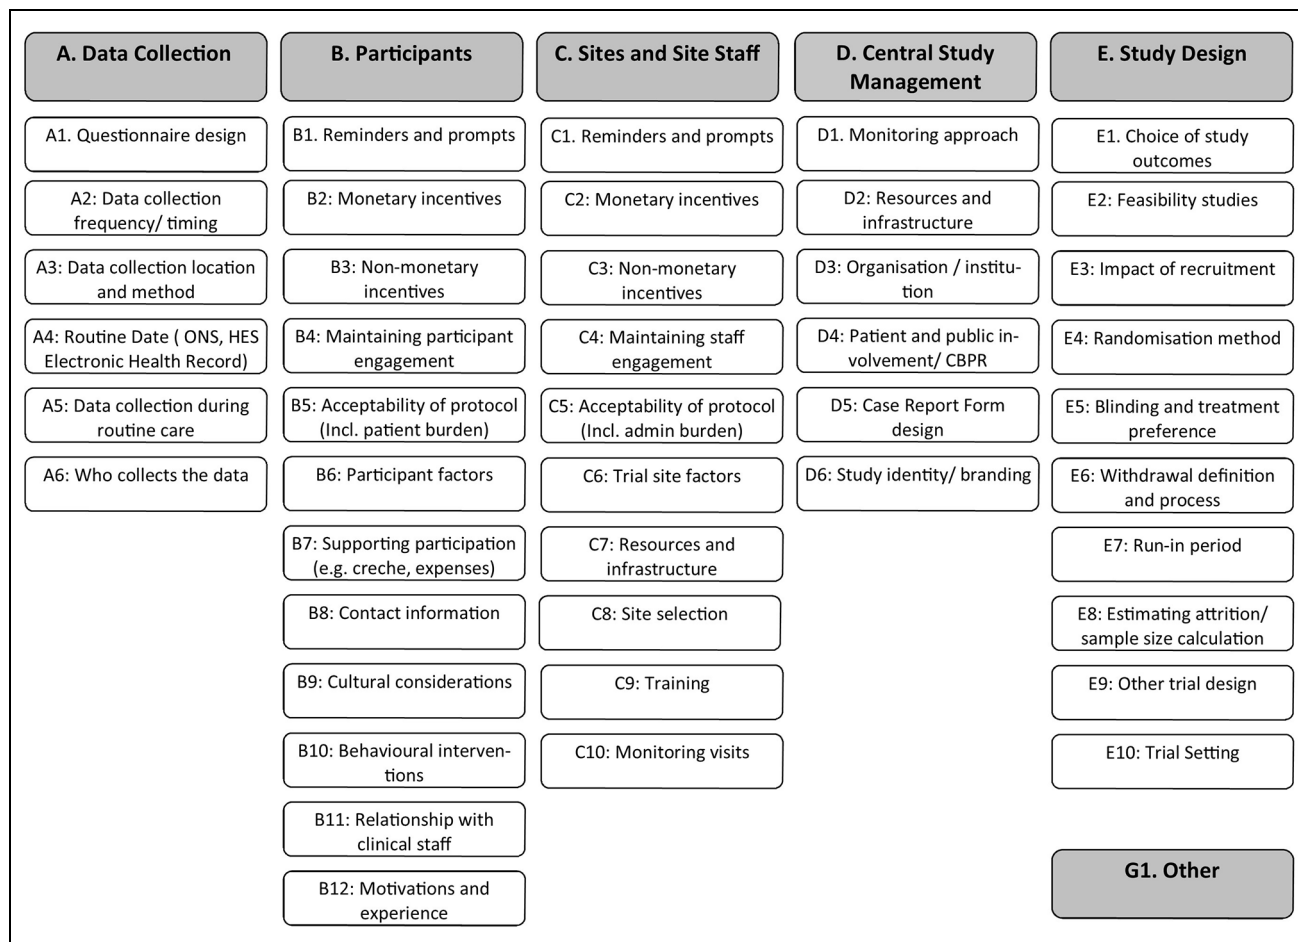 A. Data Collection
A1. Questionnaire design
A2: Data collection
frequency/ timing
A3: Data collection location
and method
A4: Routine Date ( ONS, HES
Electronic Health Record)
A5: Data collection during
routine care
A6: Who collects the data
B. Participants
B1. Reminders and prompts
B2: Monetary incentives
B3: Non-monetary
incentives
B4: Maintaining participant
engagement
B5: Acceptability of protocol
(Incl. patient burden)
B6: Participant factors
B7: Supporting participation
(e.g. creche, expenses)
B8: Contact information
B9: Cultural considerations
B10: Behavioural interven-
tions
B11: Relationship with
clinical staff
B12: Motivations and
experience
C. Sites and Site Staff
C1. Reminders and prompts
C2: Monetary incentives
C3: Non-monetary
incentives
C4: Maintaining staff
engagement
C5: Acceptability of protocol
(Incl. admin burden)
C6: Trial site factors
C7: Resources and
infrastructure
C8: Site selection
C9: Training
C10: Monitoring visits
D. Central Study
Management
D1. Monitoring approach
D2: Resources and
infrastructure
D3: Organisation / institu-
tion
D4: Patient and public in-
volvement/ CBPR
D5: Case Report Form
design
D6: Study identity/ branding
E. Study Design
E1. Choice of study
outcomes
E2: Feasibility studies
E3: Impact of recruitment
E4: Randomisation method
E5: Blinding and treatment
preference
E6: Withdrawal definition
and process
E7: Run-in period
E8: Estimating attrition/
sample size calculation
E9: Other trial design
E10: Trial Setting
G1. Other